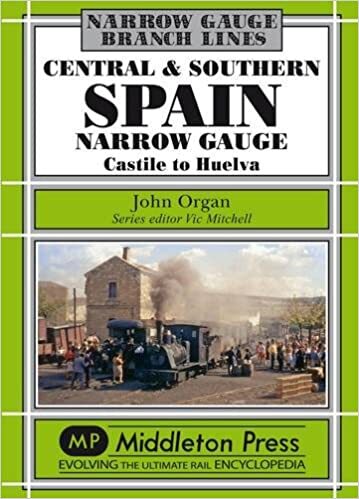 NARROW GAUGE
BRANCH LINES
CENTRAL & SOUTHERN
SPAIN
NARROW GAUGE
Castile to Huelva
John Organ
Series editor Vic Mitchell
MP Middleton Press
EVOLVING THE ULTIMATE RAIL ENCYCLOPEDIA